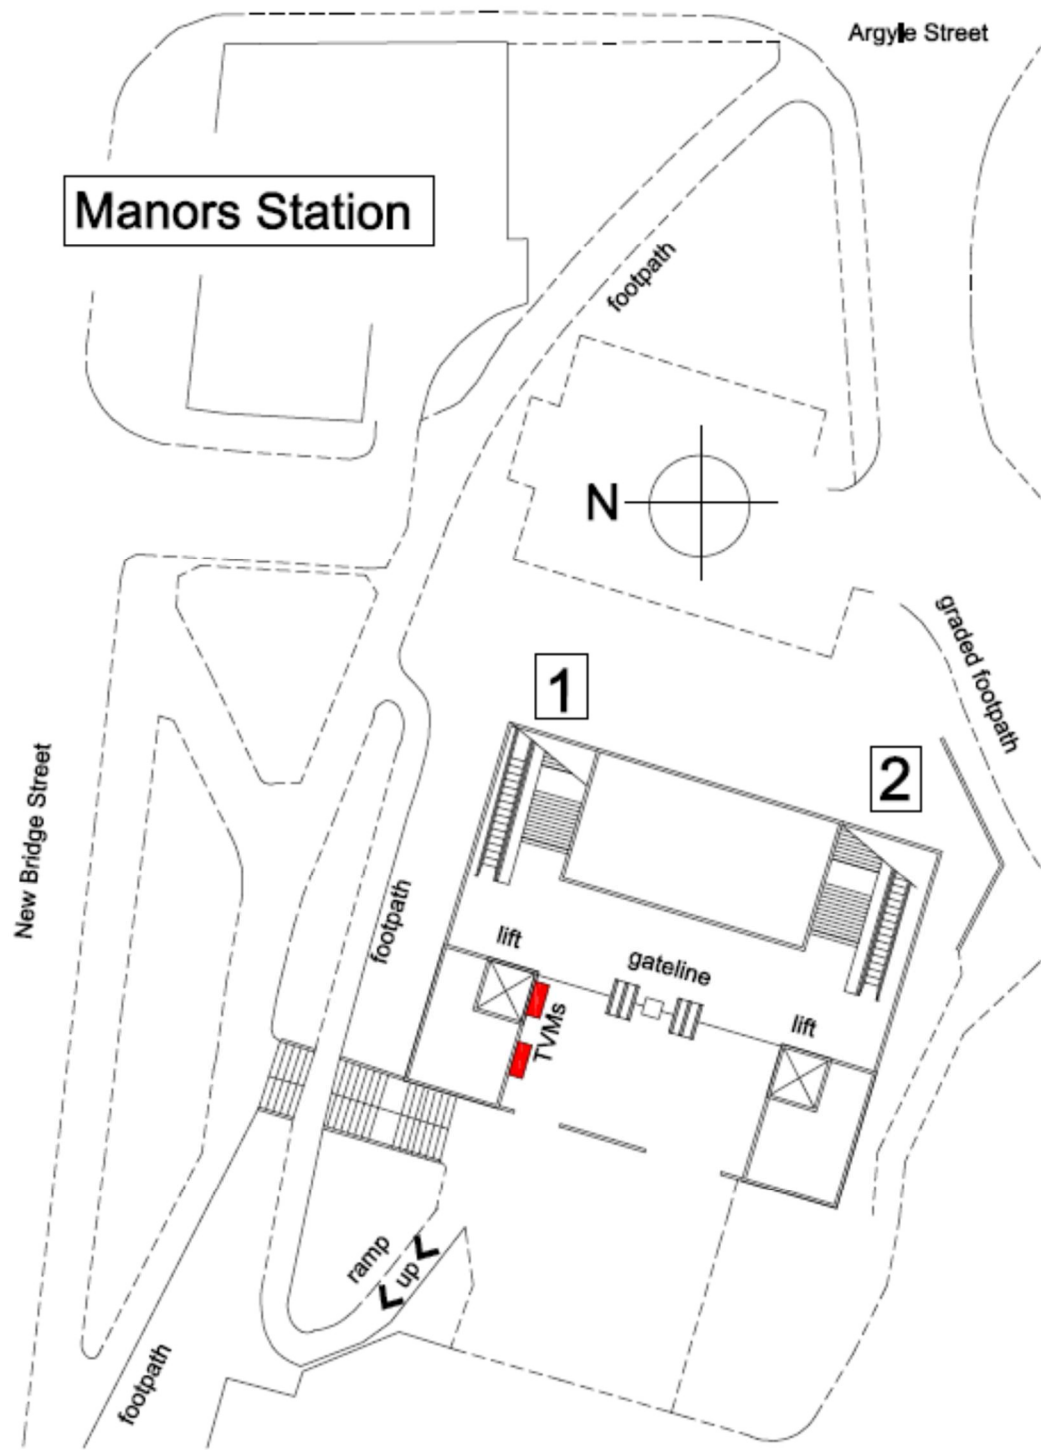 Argyle Street
Manors Station
footpath
N
graded footpath
1
2
New Bridge Street
footpath
lift
gateline
TVMs
lift
ramp
up
footpath